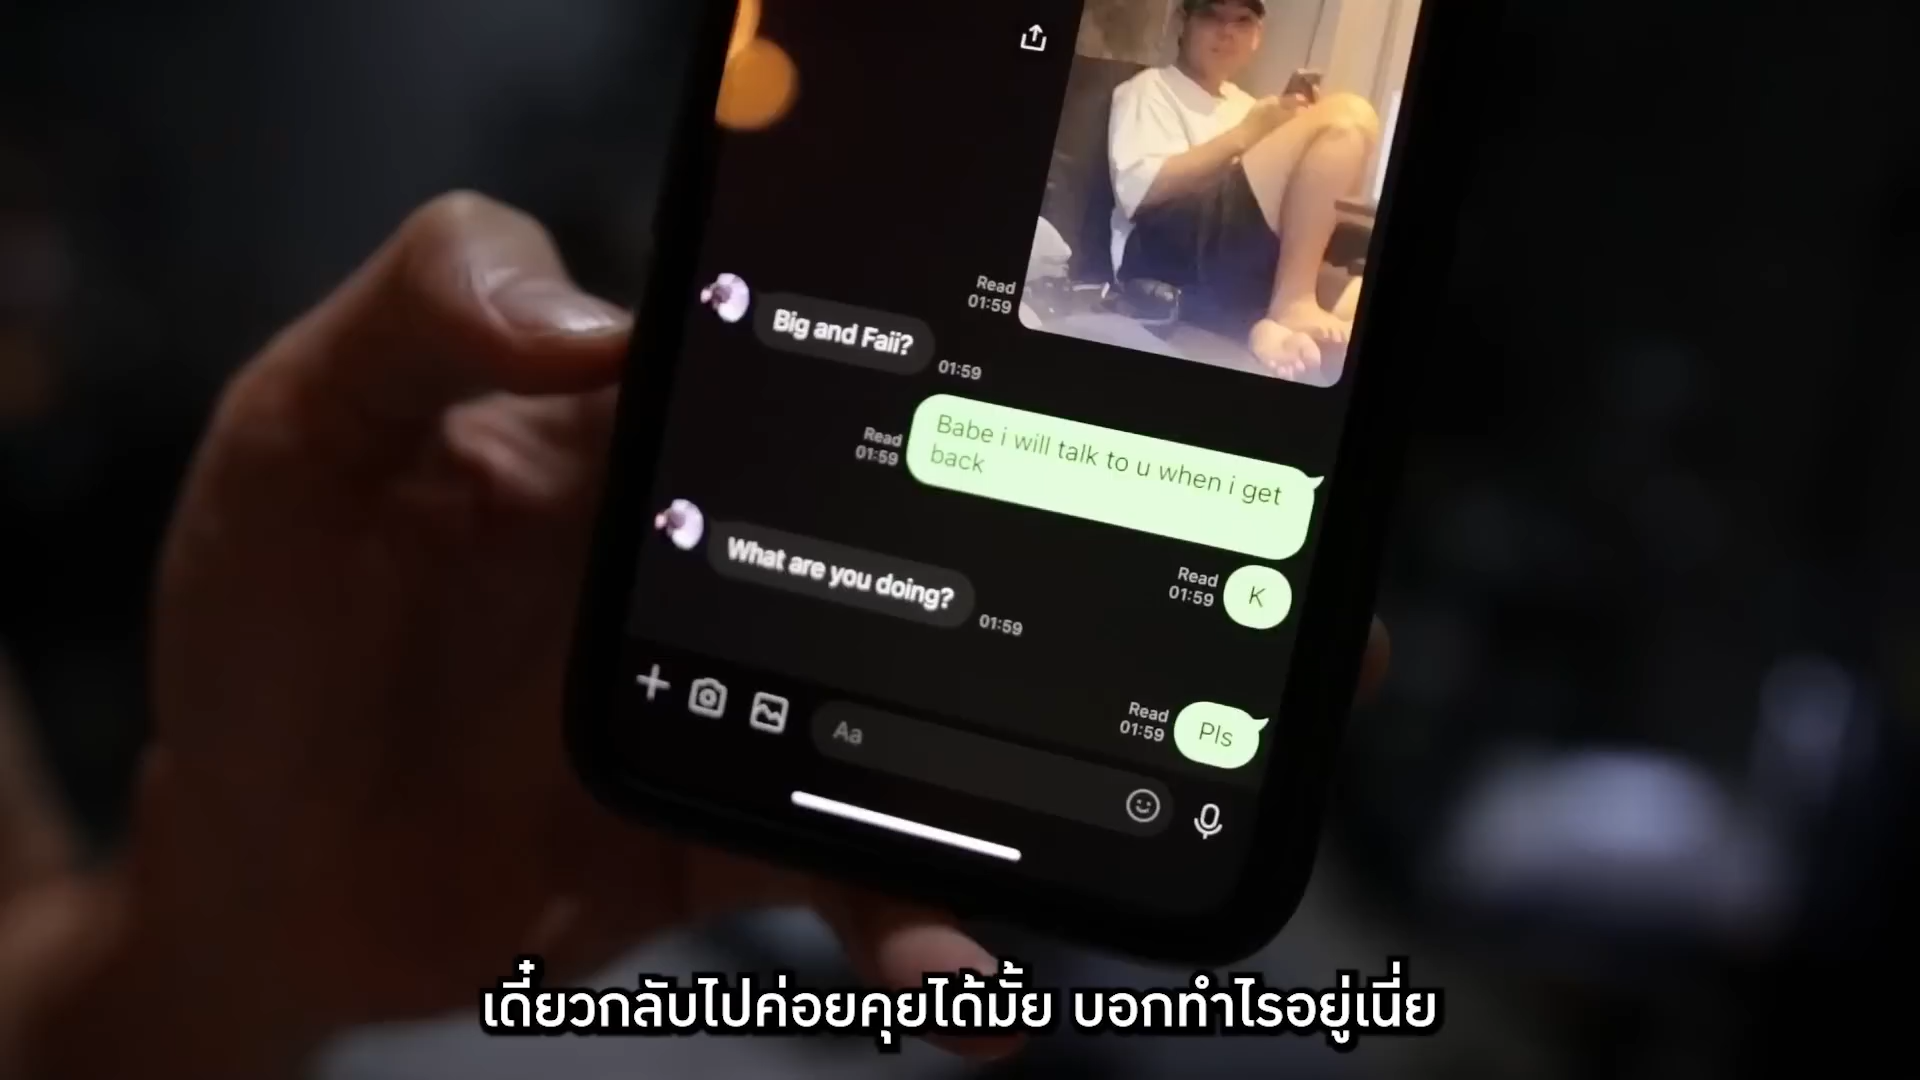 Read
01:59
Big and Faii?
01:59
Babe i will talk to u when i get
back
Read
01:59
K
Read
01:59
What are you doing?
01:59
Pls
Read
01:59
Aa
เดี๋ยวกลับไปค่อยคุยได้มั้ย บอกทำไรอยู่เนี่ย